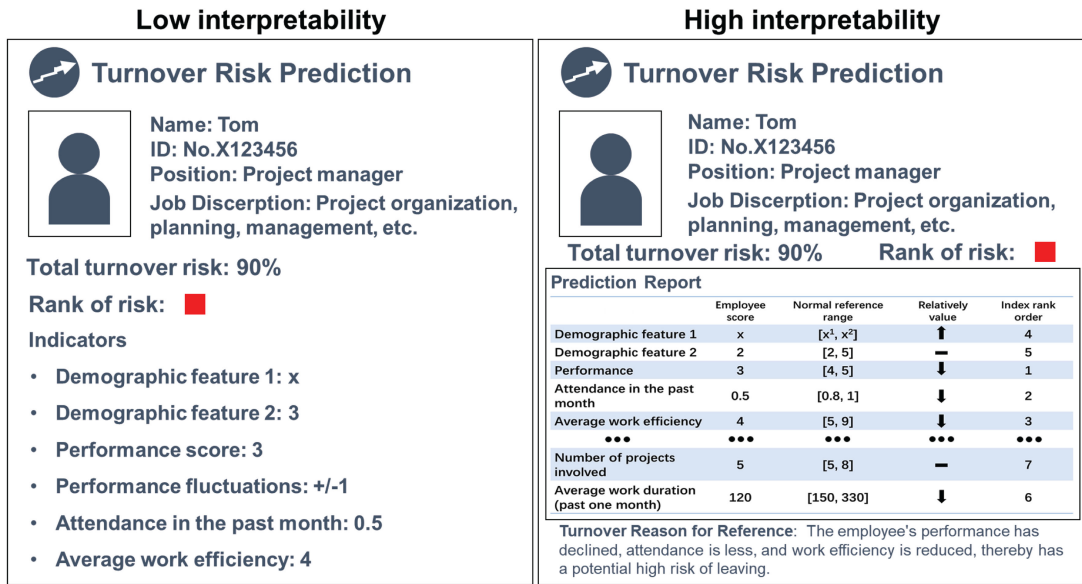 Low interpretability
Turnover Risk Prediction
Name: Tom
ID: No.X123456
Position: Project manager
Job Discerption: Project organization,
planning, management, etc.
Total turnover risk: 90%
Rank of risk:
Indicators
• Demographic feature 1: x
• Demographic feature 2: 3
• Performance score: 3
• Performance fluctuations: +/-1
• Attendance in the past month: 0.5
• Average work efficiency: 4
High interpretability
Turnover Risk Prediction
Name: Tom
ID: No.X123456
Position: Project manager
Job Discerption: Project organization,
planning, management, etc.
Total turnover risk: 90% Rank of risk:
Prediction Report
Employee score Normal reference range Relatively value Index rank order
Demographic feature 1 x [x¹, x²] ⬆ 4
Demographic feature 2 2 [2, 5] – 5
Performance 3 [4, 5] ⬇ 1
Attendance in the past month 0.5 [0.8, 1] ⬇ 2
Average work efficiency 4 [5, 9] ⬇ 3
••• ••• ••• ••• •••
Number of projects involved 5 [5, 8] – 7
Average work duration (past one month) 120 [150, 330] ⬇ 6
Turnover Reason for Reference: The employee's performance has
declined, attendance is less, and work efficiency is reduced, thereby has
a potential high risk of leaving.